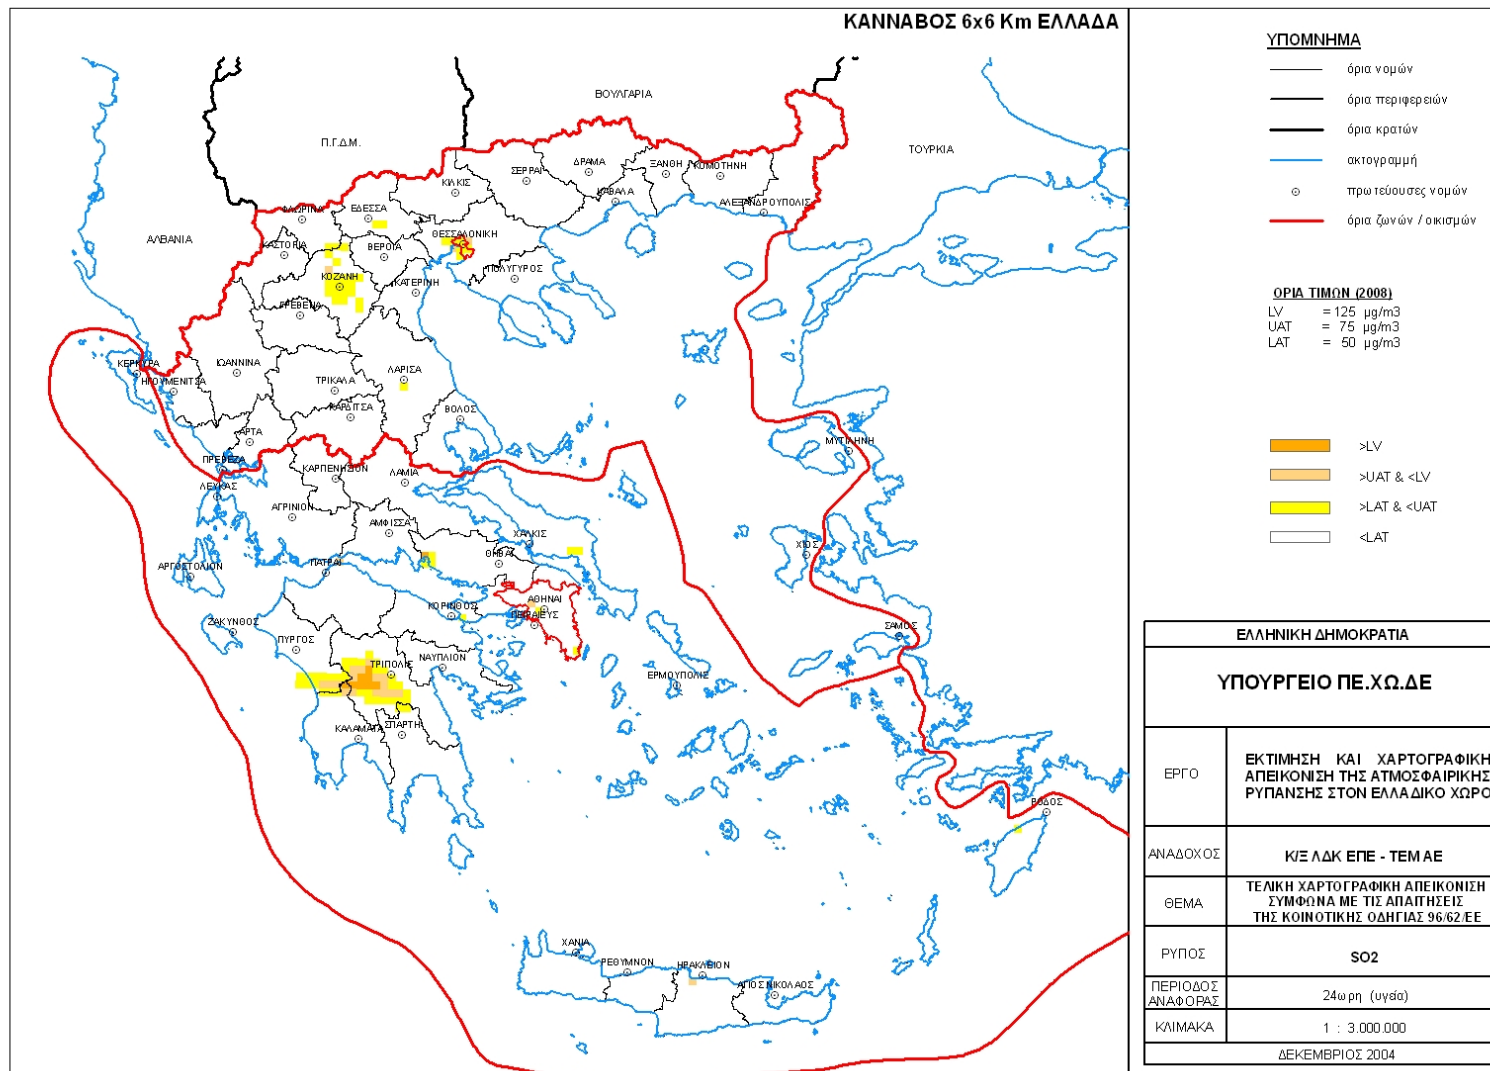 ΚΑΝΝΑΒΟΣ 6x6 Km ΕΛΛΑΔΑ
ΒΟΥΛΓΑΡΙΑ
Π.Γ.Δ.Μ.
ΤΟΥΡΚΙΑ
ΑΛΒΑΝΙΑ
ΔΡΑΜΑ
ΞΑΝΘΗ
ΚΟΜΟΤΗΝΗ
ΣΕΡΡΑΙ
ΚΙΛΚΙΣ
ΚΑΒΑΛΑ
ΑΛΕΞΑΝΔΡΟΥΠΟΛΙΣ
ΦΛΩΡΙΝΑ
ΕΔΕΣΣΑ
ΘΕΣΣΑΛΟΝΙΚΗ
ΚΑΣΤΟΡΙΑ
ΒΕΡΟΙΑ
ΠΟΛΥΓΥΡΟΣ
ΚΟΖΑΝΗ
ΚΑΤΕΡΙΝΗ
ΓΡΕΒΕΝΑ
ΚΕΡΚΥΡΑ
ΙΩΑΝΝΙΝΑ
ΗΓΟΥΜΕΝΙΤΣΑ
ΤΡΙΚΑΛΑ
ΛΑΡΙΣΑ
ΚΑΡΔΙΤΣΑ
ΒΟΛΟΣ
ΑΡΤΑ
ΜΥΤΙΛΗΝΗ
ΠΡΕΒΕΖΑ
ΚΑΡΠΕΝΗΣΙΟΝ
ΛΑΜΙΑ
ΛΕΥΚΑΣ
ΑΓΡΙΝΙΟΝ
ΑΜΦΙΣΣΑ
ΧΑΛΚΙΣ
ΧΙΟΣ
ΘΗΒΑΙ
ΑΡΓΟΣΤΟΛΙΟΝ
ΠΑΤΡΑΙ
ΑΘΗΝΑΙ
ΚΟΡΙΝΘΟΣ
ΠΕΙΡΑΙΕΥΣ
ΖΑΚΥΝΘΟΣ
ΣΑΜΟΣ
ΠΥΡΓΟΣ
ΝΑΥΠΛΙΟΝ
ΤΡΙΠΟΛΙΣ
ΕΡΜΟΥΠΟΛΙΣ
ΚΑΛΑΜΑΤΑ
ΣΠΑΡΤΗ
ΡΟΔΟΣ
ΧΑΝΙΑ
ΡΕΘΥΜΝΟΝ
ΗΡΑΚΛΕΙΟΝ
ΑΓΙΟΣ ΝΙΚΟΛΑΟΣ
ΥΠΟΜΝΗΜΑ
όρια νομών
όρια περιφερειών
όρια κρατών
ακτογραμμή
πρωτεύουσες νομών
όρια ζωνών / οικισμών
ΟΡΙΑ ΤΙΜΩΝ (2008)
LV = 125 μg/m3
UAT = 75 μg/m3
LAT = 50 μg/m3
>LV
>UAT & <LV
>LAT & <UAT
<LAT
ΕΛΛΗΝΙΚΗ ΔΗΜΟΚΡΑΤΙΑ
ΥΠΟΥΡΓΕΙΟ ΠΕ.ΧΩ.ΔΕ
ΕΡΓΟ
ΕΚΤΙΜΗΣΗ ΚΑΙ ΧΑΡΤΟΓΡΑΦΙΚΗ
ΑΠΕΙΚΟΝΙΣΗ ΤΗΣ ΑΤΜΟΣΦΑΙΡΙΚΗΣ
ΡΥΠΑΝΣΗΣ ΣΤΟΝ ΕΛΛΑΔΙΚΟ ΧΩΡΟ
ΑΝΑΔΟΧΟΣ
Κ/Ξ ΛΔΚ ΕΠΕ - ΤΕΜ ΑΕ
ΘΕΜΑ
ΤΕΛΙΚΗ ΧΑΡΤΟΓΡΑΦΙΚΗ ΑΠΕΙΚΟΝΙΣΗ
ΣΥΜΦΩΝΑ ΜΕ ΤΙΣ ΑΠΑΙΤΗΣΕΙΣ
ΤΗΣ ΚΟΙΝΟΤΙΚΗΣ ΟΔΗΓΙΑΣ 96/62/ΕΕ
ΡΥΠΟΣ
SO2
ΠΕΡΙΟΔΟΣ
ΑΝΑΦΟΡΑΣ
24ωρη (υγεία)
ΚΛΙΜΑΚΑ
1 : 3.000.000
ΔΕΚΕΜΒΡΙΟΣ 2004